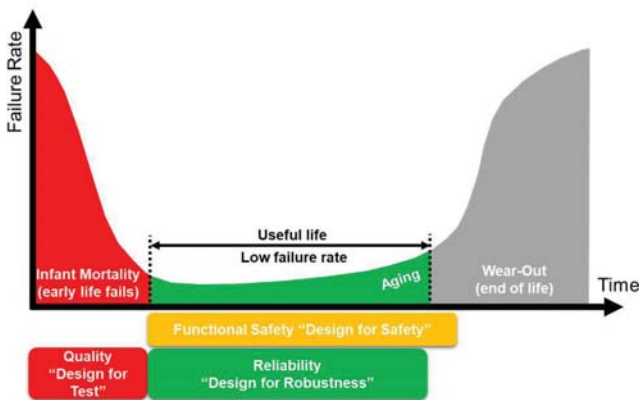 Failure Rate
Useful life
Low failure rate
Infant Mortality
(early life fails)
Aging
Wear-Out
(end of life)
Time
Functional Safety “Design for Safety”
Quality
“Design for
Test”
Reliability
“Design for Robustness”